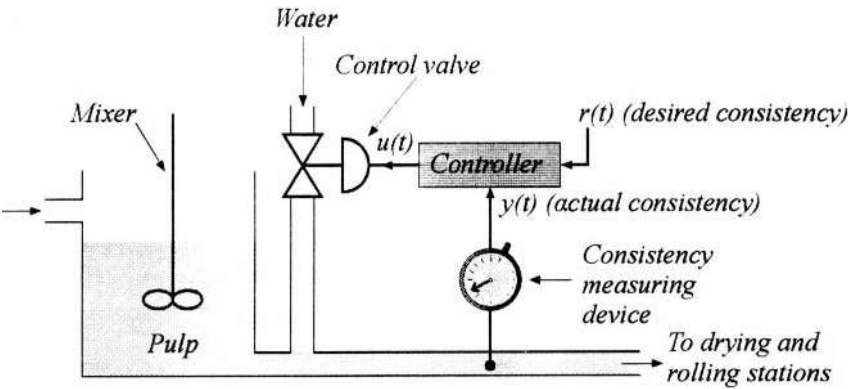 Water
Control valve
Mixer
r(t) (desired consistency)
u(t)
Controller
y(t) (actual consistency)
Consistency
measuring
device
Pulp
To drying and
rolling stations